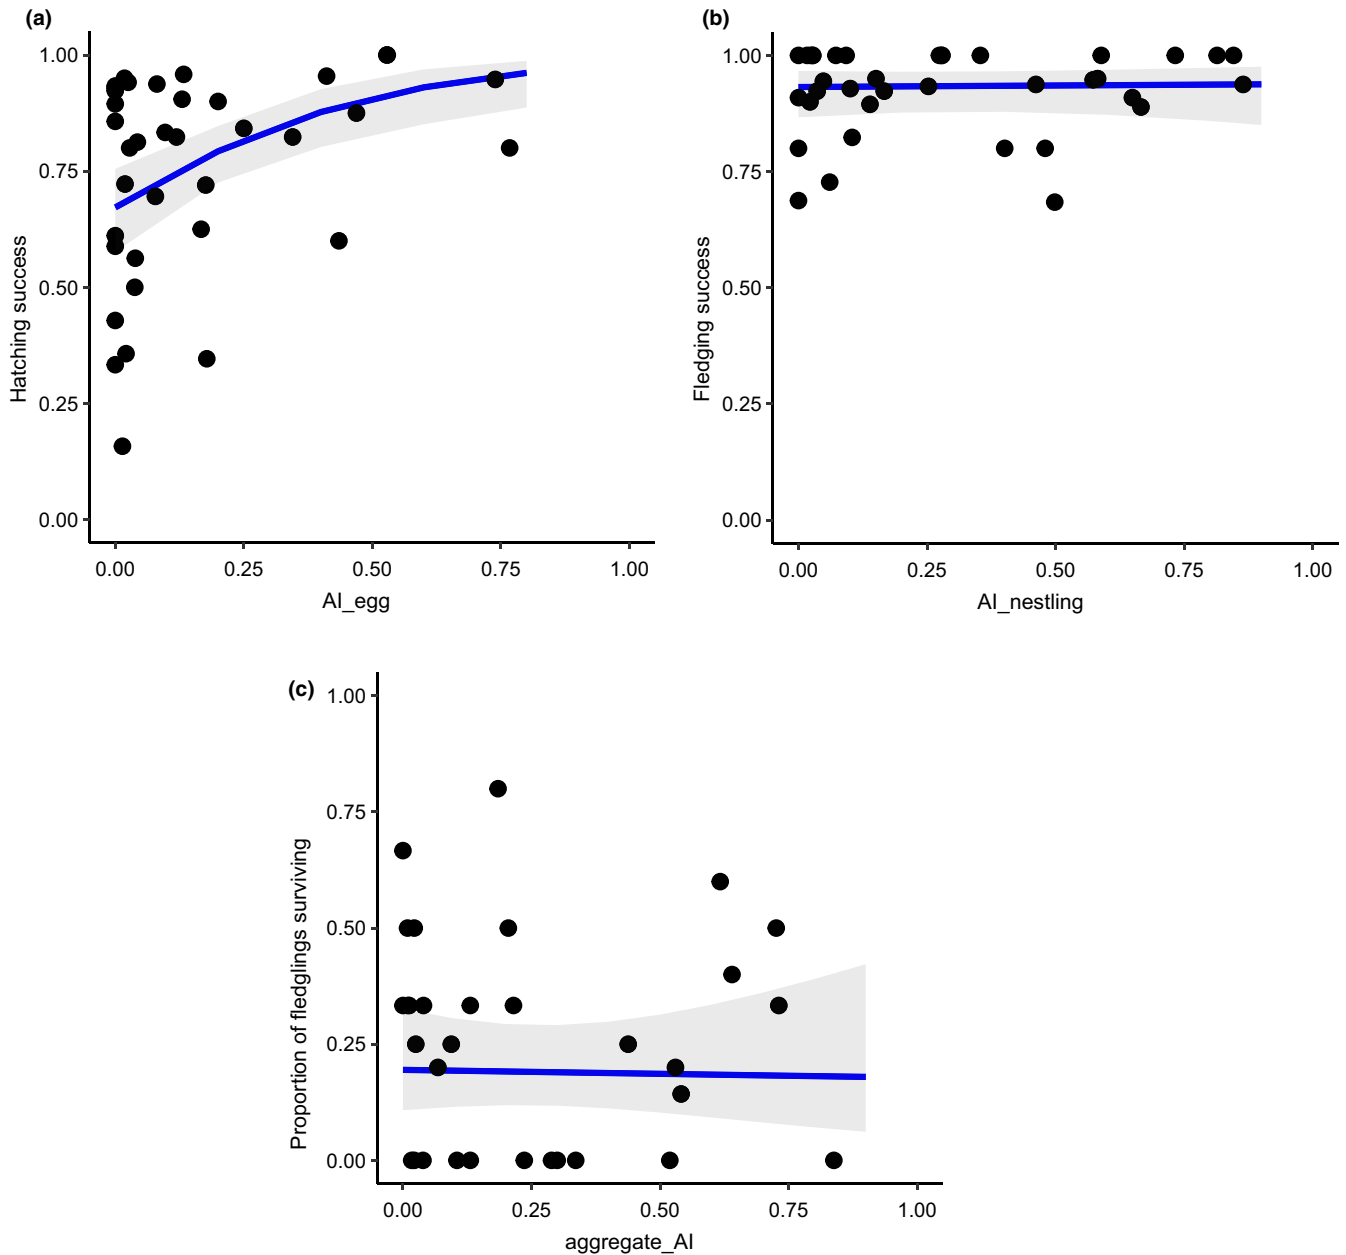 (a)
1.00
0.75
0.50
0.25
0.00
Hatching success
0.00 0.25 0.50 0.75 1.00
AI_egg
(b)
1.00
0.75
0.50
0.25
0.00
Fledging success
0.00 0.25 0.50 0.75 1.00
AI_nestling
(c)
1.00
0.75
0.50
0.25
0.00
Proportion of fledglings surviving
0.00 0.25 0.50 0.75 1.00
aggregate_AI